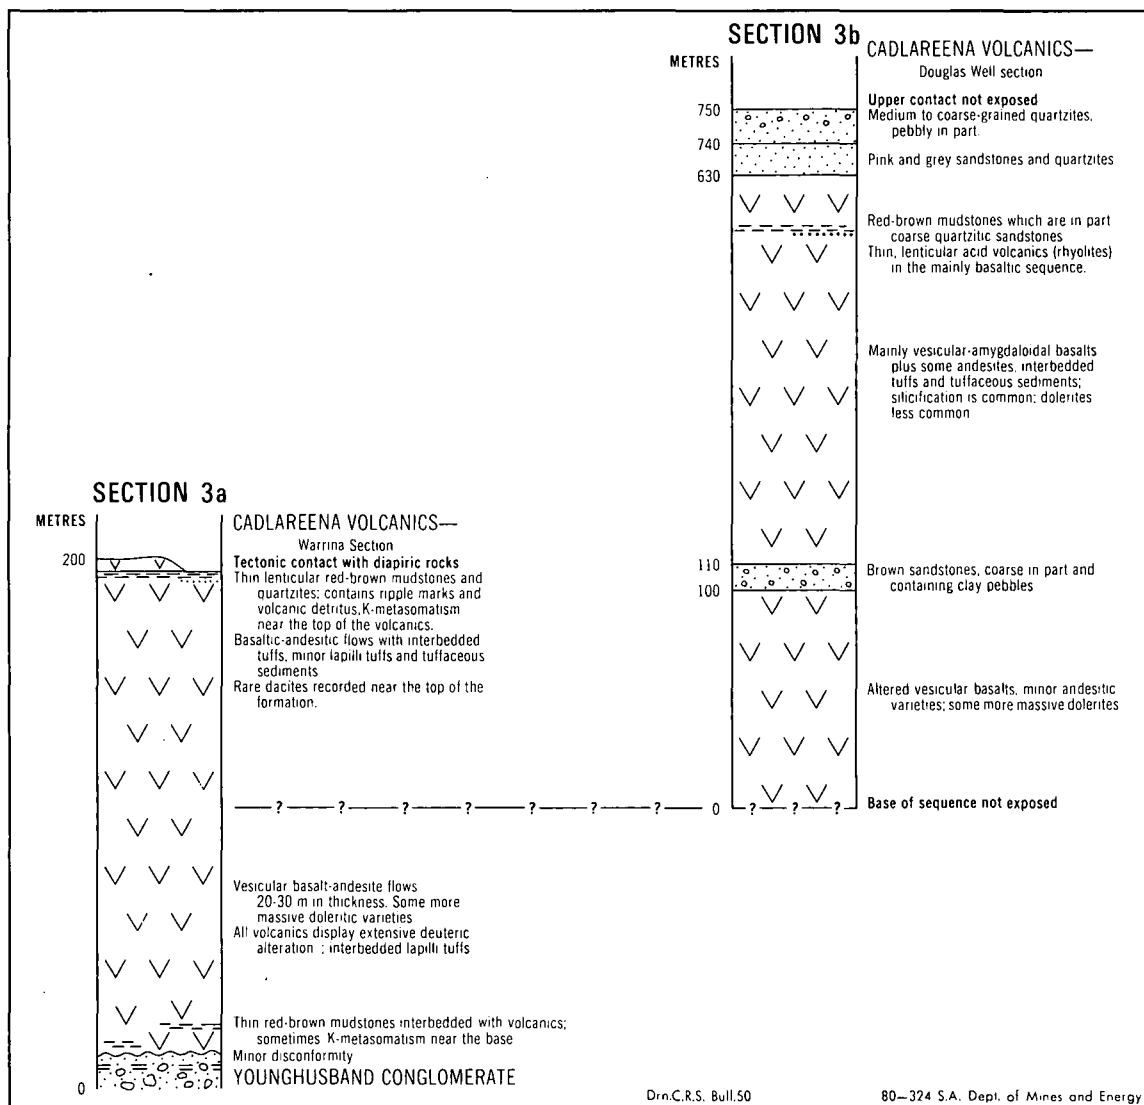 SECTION 3b
CADLAREENA VOLCANICS—
METRES
Douglas Well section
Upper contact not exposed
750
Medium to coarse-grained quartzites,
pebbly in part.
740
Pink and grey sandstones and quartzites
630
Red-brown mudstones which are in part
coarse quartzitic sandstones
Thin, lenticular acid volcanics (rhyolites)
in the mainly basaltic sequence.
Mainly vesicular-amygdaloidal basalts
plus some andesites, interbedded
tuffs and tuffaceous sediments;
silicification is common; dolerites
less common
110
Brown sandstones, coarse in part and
containing clay pebbles
100
Altered vesicular basalts, minor andesitic
varieties; some more massive dolerites
0
? ? ?
Base of sequence not exposed
SECTION 3a
METRES
CADLAREENA VOLCANICS—
Warrina Section
200
Tectonic contact with diapiric rocks
Thin lenticular red-brown mudstones and
quartzites; contains ripple marks and
volcanic detritus, K-metasomatism
near the top of the volcanics.
Basaltic-andesitic flows with interbedded
tuffs, minor lapilli tuffs and tuffaceous
sediments
Rare dacites recorded near the top of the
formation.
? ? ? ? ? ? ?
Vesicular basalt-andesite flows
20-30 m in thickness. Some more
massive doleritic varieties
All volcanics display extensive deuteric
alteration ; interbedded lapilli tuffs
Thin red-brown mudstones interbedded with volcanics;
sometimes K-metasomatism near the base
Minor disconformity
YOUNGHUSBAND CONGLOMERATE
0
Drn.C.R.S. Bull.50
80—324 S.A. Dept. of Mines and Energy